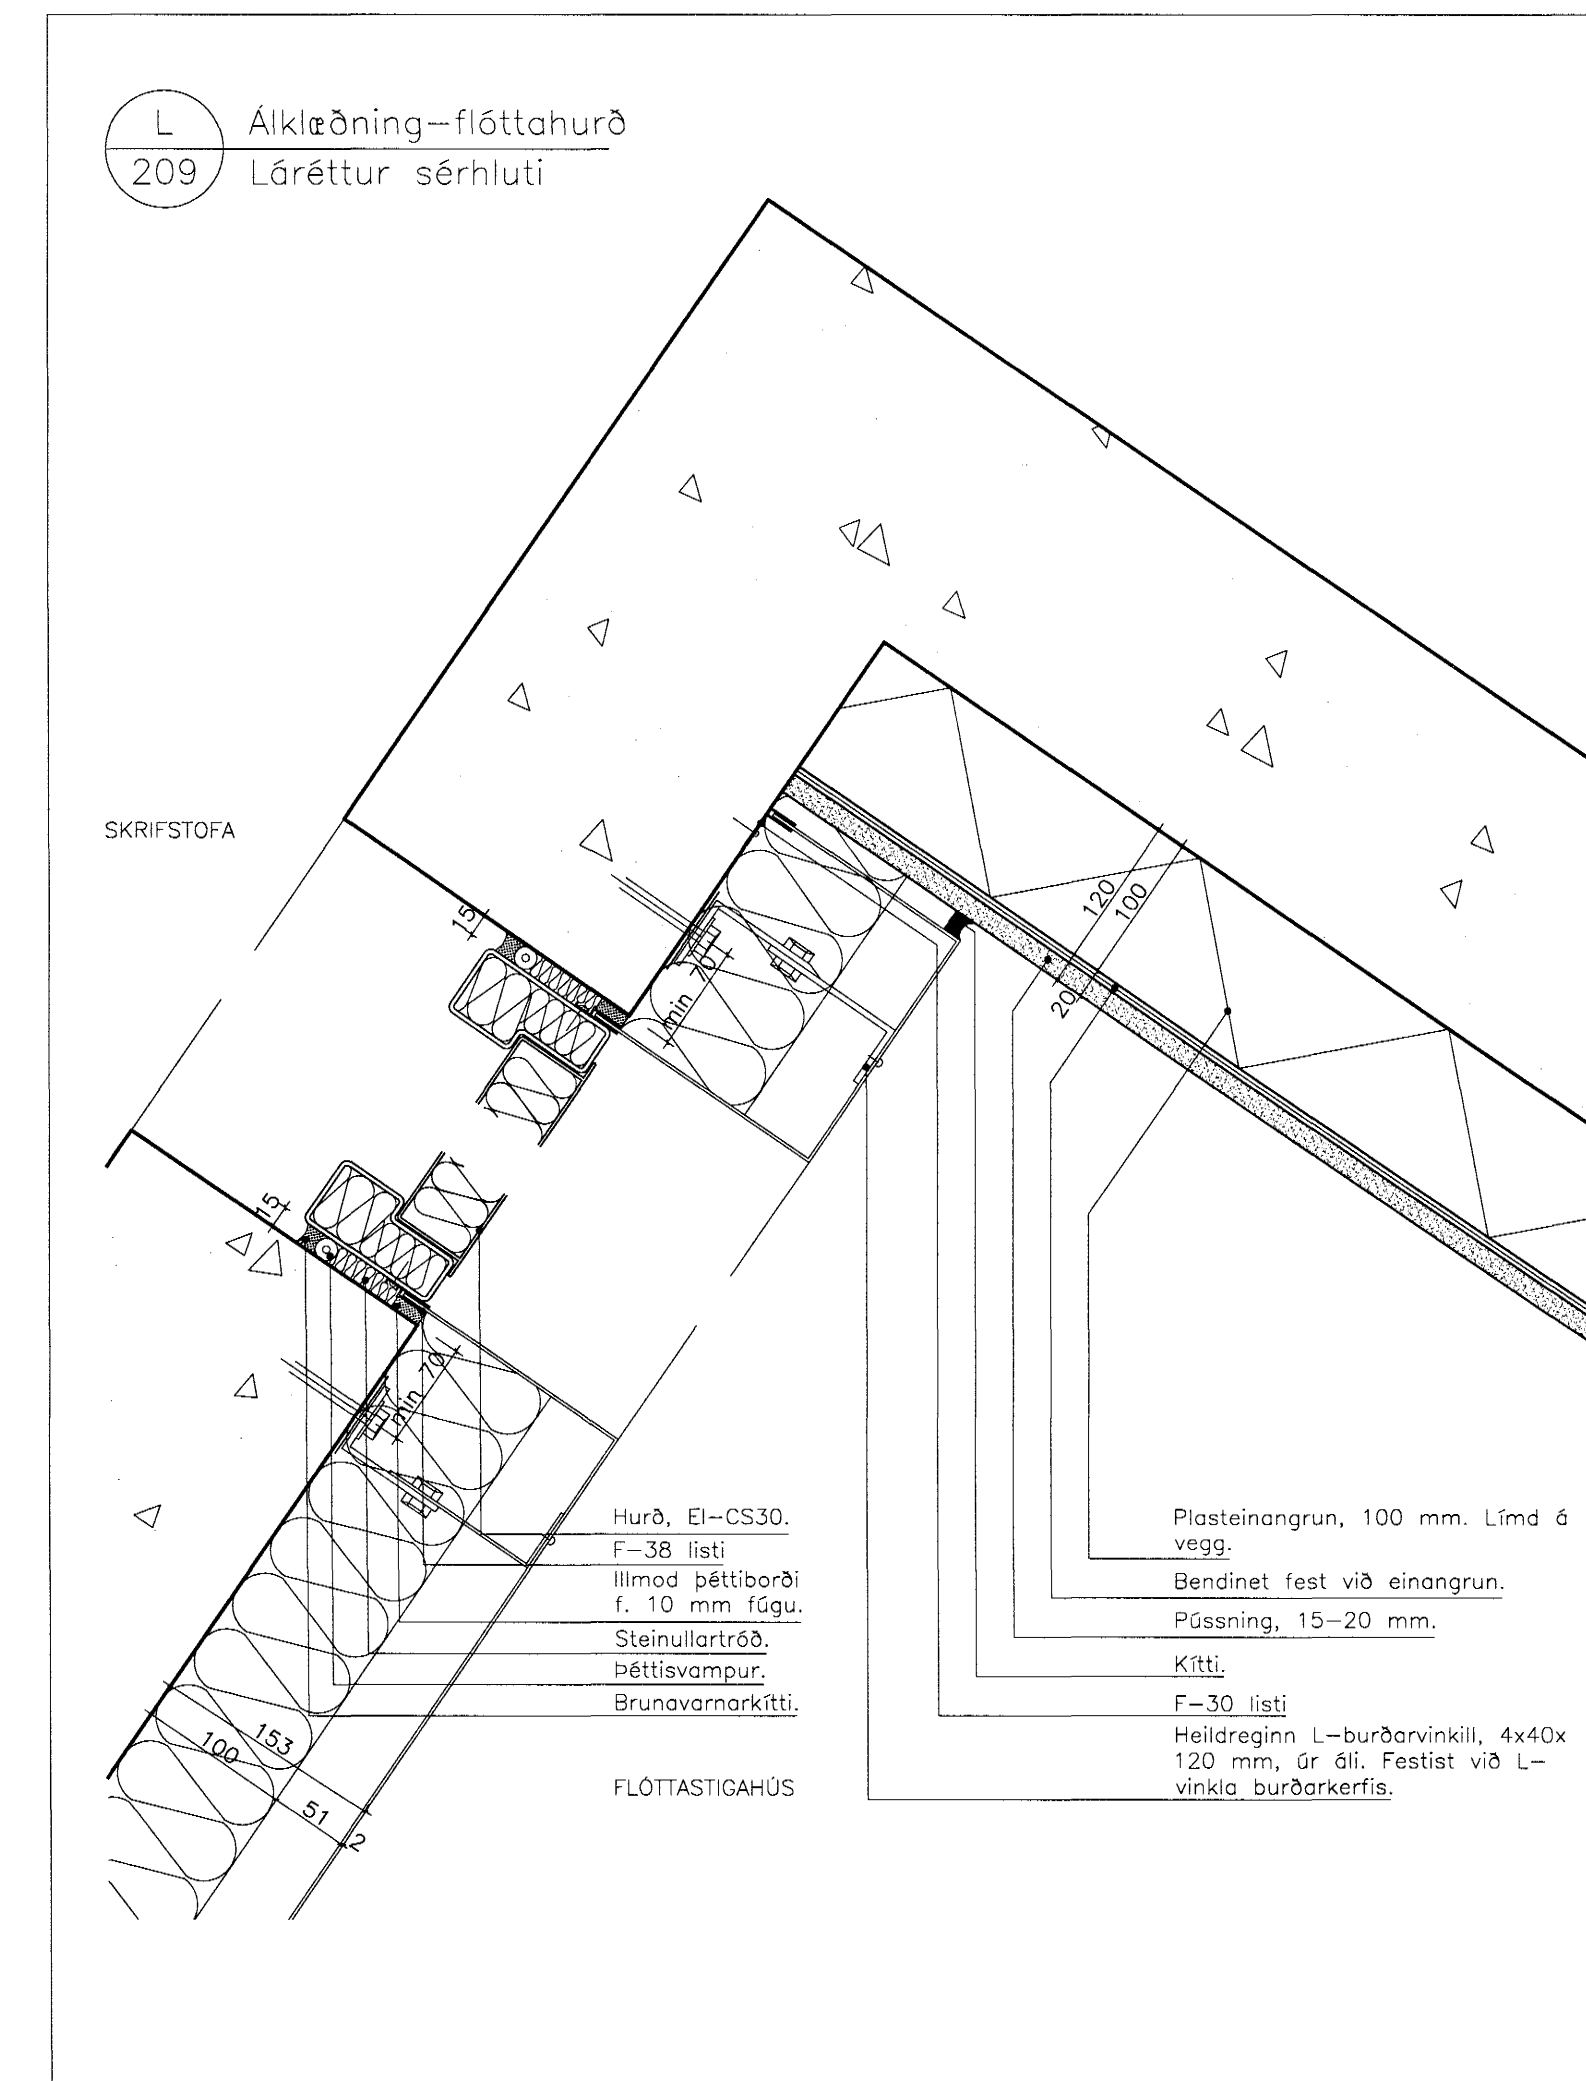 L
209
Álklæðning-flóttahurð
Láréttur sérhluti
SKRIFSTOFA
15
min 70
120
100
20
15
min 70
Hurð, EI-CS30.
F-38 listi
Illmod þéttiborði
f. 10 mm fúgu.
Steinullartróð.
Þéttisvampur.
Brunavarnarkítti.
Plasteinangrun, 100 mm. Límd á
vegg.
Bendinet fest við einangrun.
Pússning, 15-20 mm.
Kítti.
F-30 listi
Heildreginn L-burðarvinkill, 4x40x
120 mm, úr áli. Festist við L-
vinkla burðarkerfis.
153
100
51
2
FLÓTTASTIGAHÚS